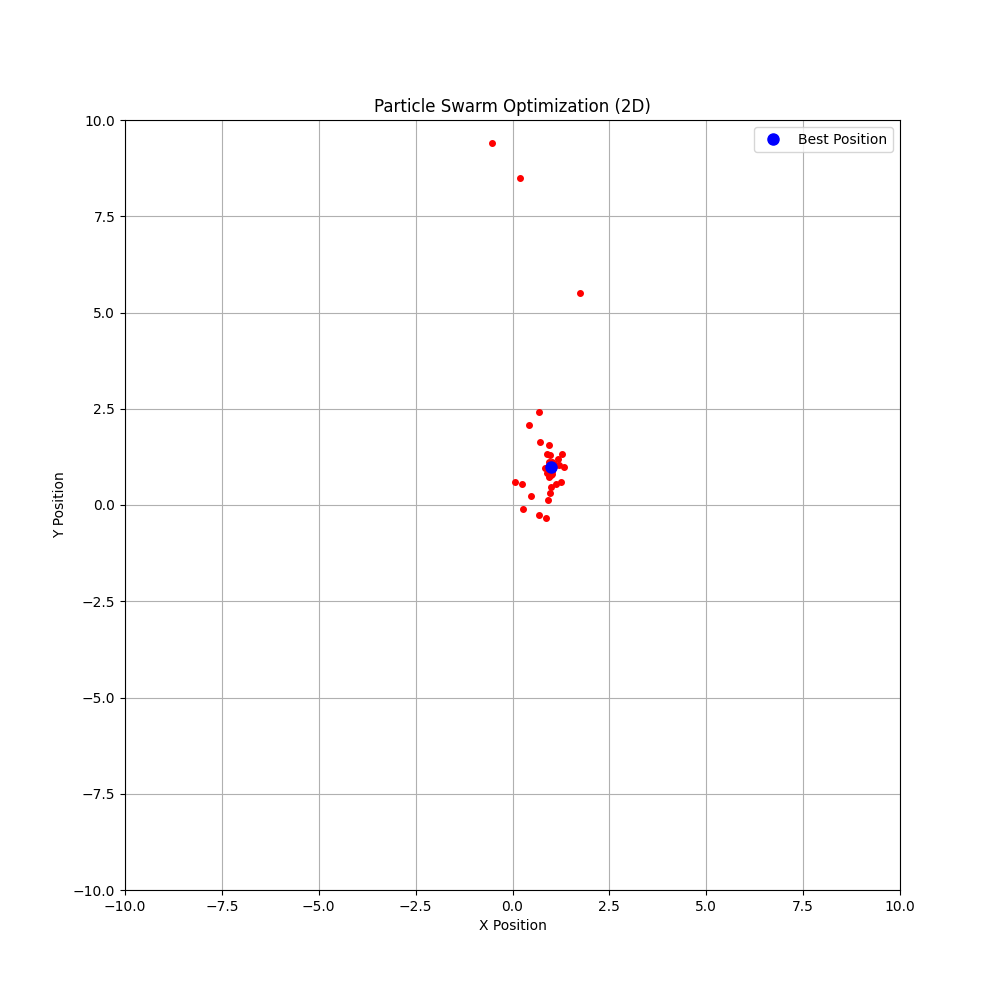 Particle Swarm Optimization (2D)
Best Position
10.0
7.5
5.0
2.5
0.0
−2.5
−5.0
−7.5
−10.0
Y Position
−10.0 −7.5 −5.0 −2.5 0.0 2.5 5.0 7.5 10.0
X Position